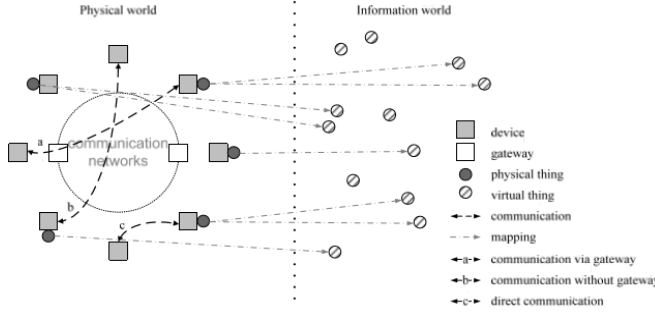 Physical world
Information world
a
communication
networks
b
c
device
gateway
physical thing
virtual thing
communication
mapping
a communication via gateway
b communication without gateway
c direct communication